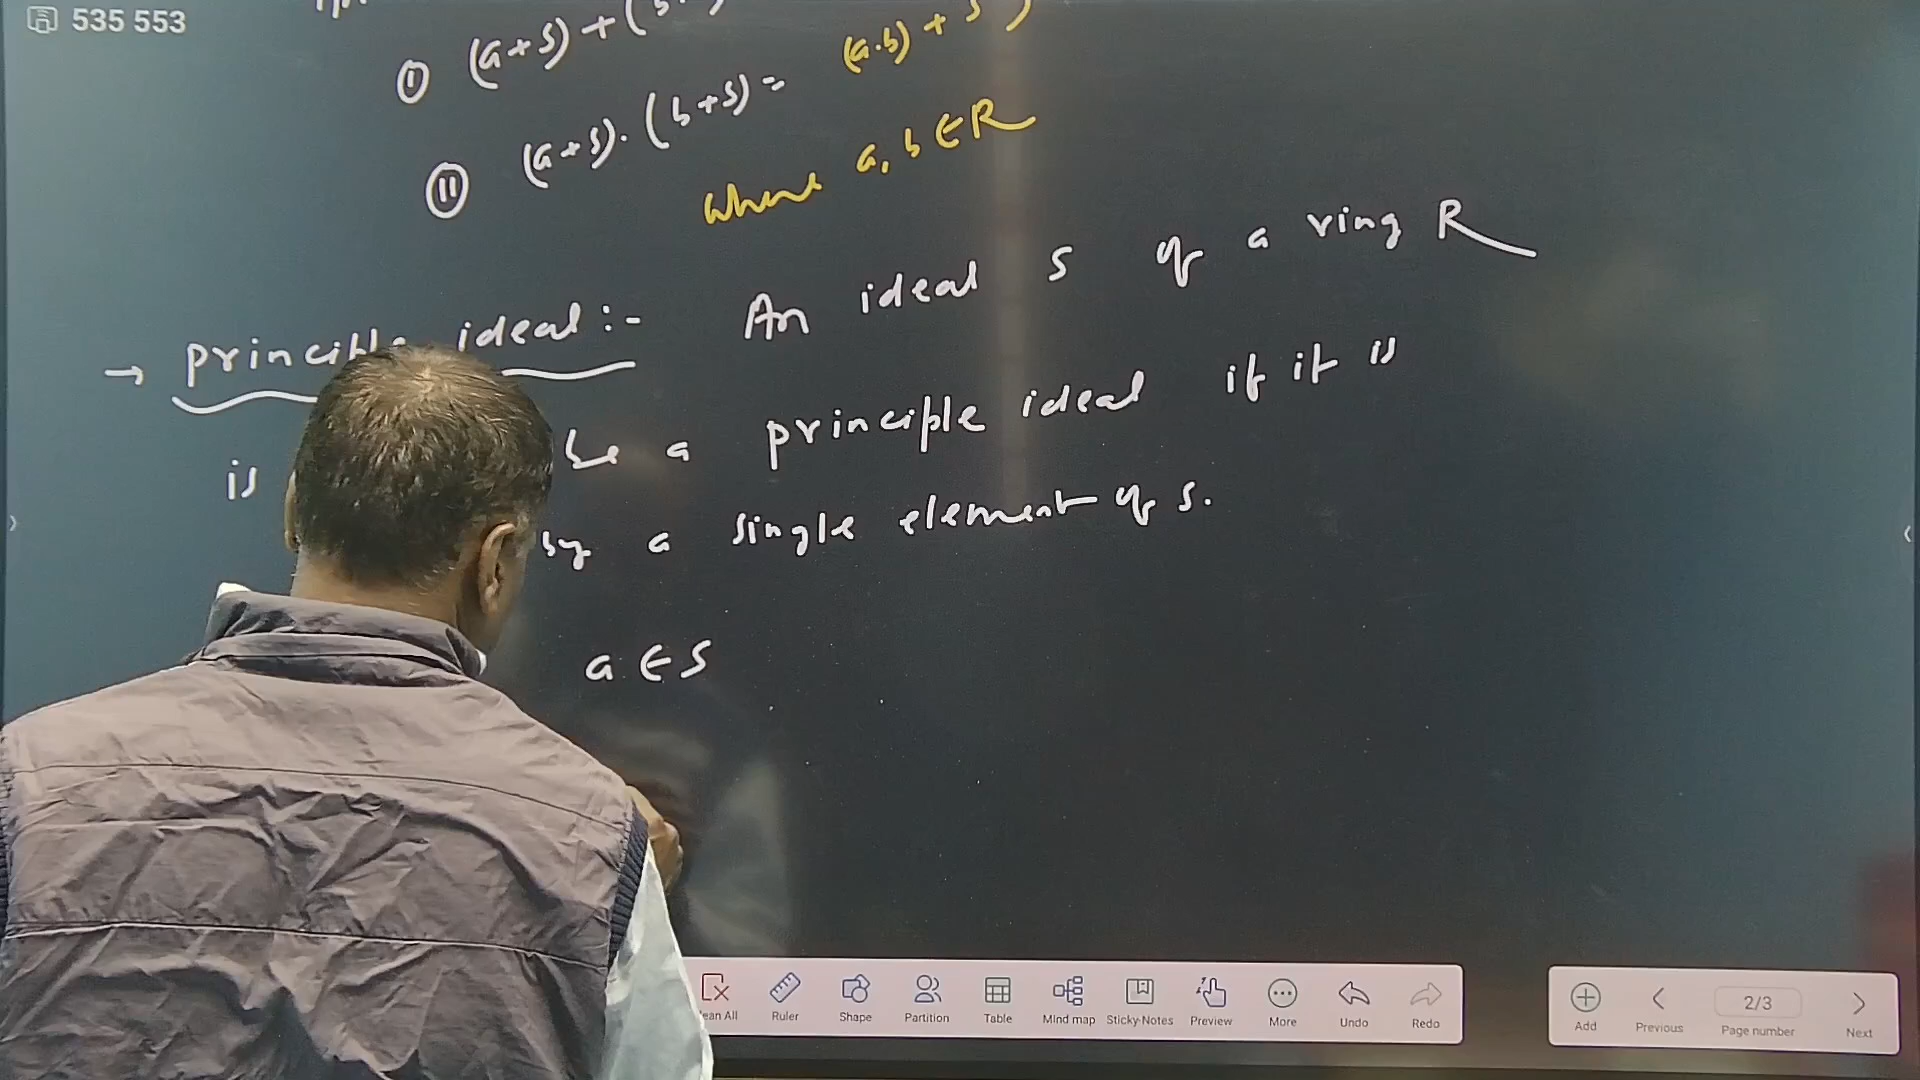 535 553
(I) (a+s)+(
(II) (a+s).(b+s)= (a.b)+s
where a, b ∈ R
→ principle ideal :- An ideal S of a ring R
is be a principle ideal if it is
by a single element of S.
a ∈ S
Ruler Shape Partition Table Mind map Sticky Notes Preview More Undo Redo
Add Previous 2/3 Page number Next